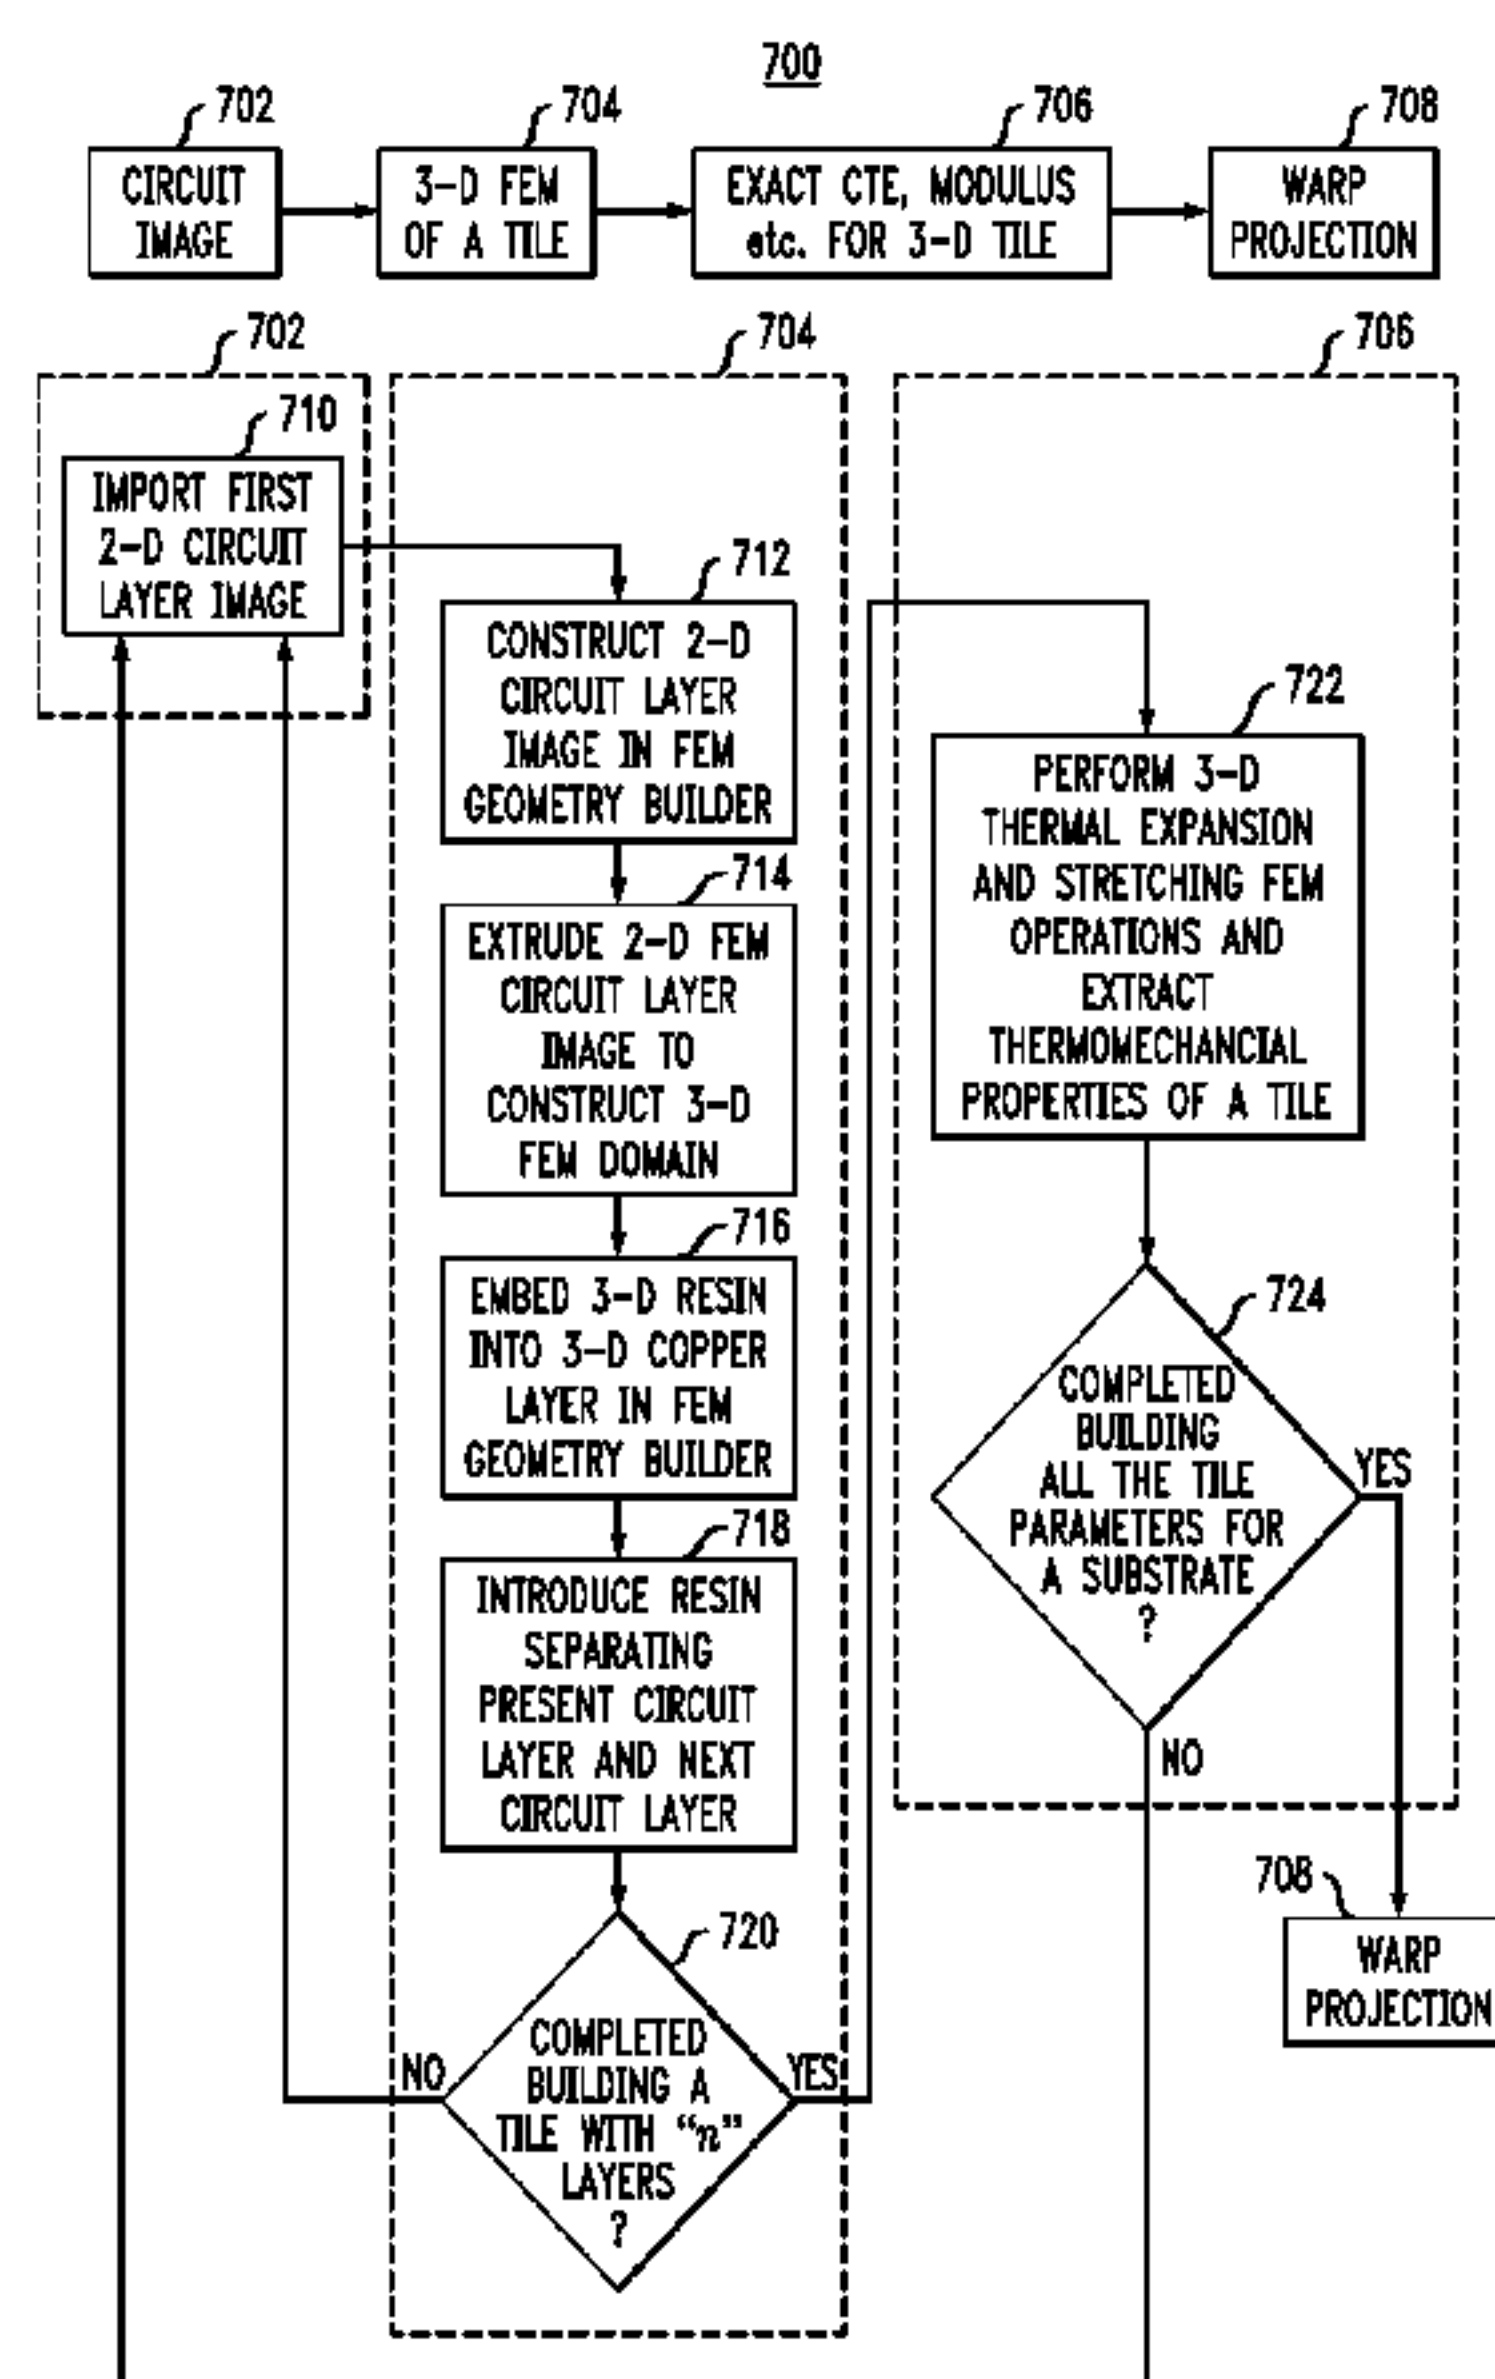 700
702
704
706
708
CIRCUIT
IMAGE
3-D FEM
OF A TILE
EXACT CTE, MODULUS
etc. FOR 3-D TILE
WARP
PROJECTION
702
704
706
710
IMPORT FIRST
2-D CIRCUIT
LAYER IMAGE
712
CONSTRUCT 2-D
CIRCUIT LAYER
IMAGE IN FEM
GEOMETRY BUILDER
714
EXTRUDE 2-D FEM
CIRCUIT LAYER
IMAGE TO
CONSTRUCT 3-D
FEM DOMAIN
716
EMBED 3-D RESIN
INTO 3-D COPPER
LAYER IN FEM
GEOMETRY BUILDER
718
INTRODUCE RESIN
SEPARATING
PRESENT CIRCUIT
LAYER AND NEXT
CIRCUIT LAYER
720
COMPLETED
BUILDING A
TILE WITH “n”
LAYERS
?
NO
YES
722
PERFORM 3-D
THERMAL EXPANSION
AND STRETCHING FEM
OPERATIONS AND
EXTRACT
THERMOMECHANCIAL
PROPERTIES OF A TILE
724
COMPLETED
BUILDING
ALL THE TILE
PARAMETERS FOR
A SUBSTRATE
?
YES
NO
708
WARP
PROJECTION